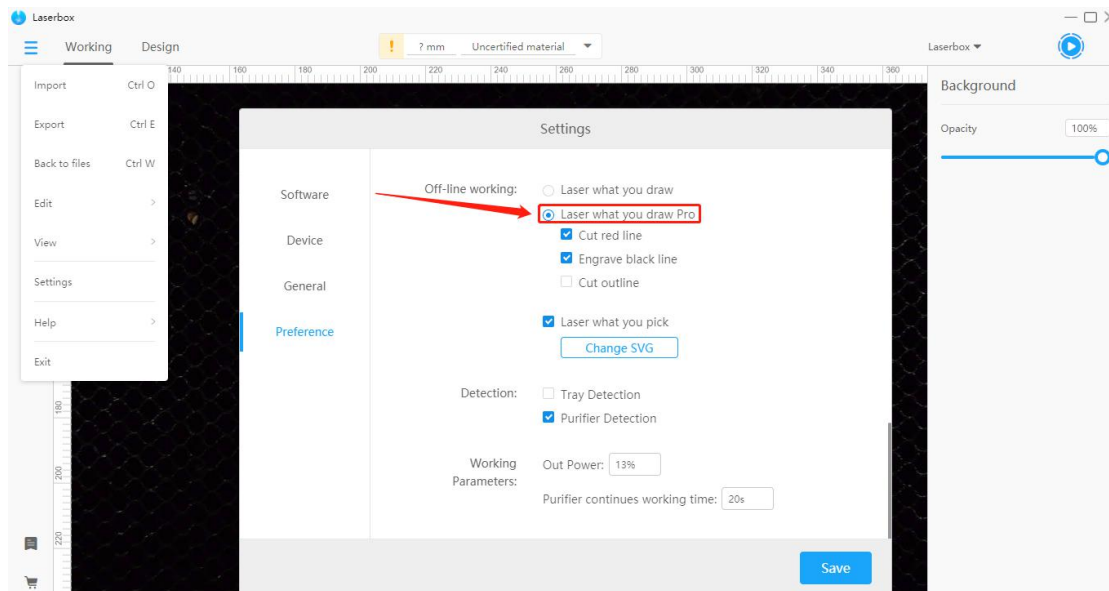 Laserbox
Working Design ! ? mm Uncertified material Laserbox
140 160 180 200 220 240 260 280 300 320 340 360
Import Ctrl O
Export Ctrl E
Back to files Ctrl W
Edit
View
Settings
Help
Exit
180
200
220
Settings
Software
Device
General
Preference
Off-line working:
Laser what you draw
Laser what you draw Pro
Cut red line
Engrave black line
Cut outline
Laser what you pick
Change SVG
Detection:
Tray Detection
Purifier Detection
Working
Parameters:
Out Power: 13%
Purifier continues working time: 20s
Save
Background
Opacity 100%